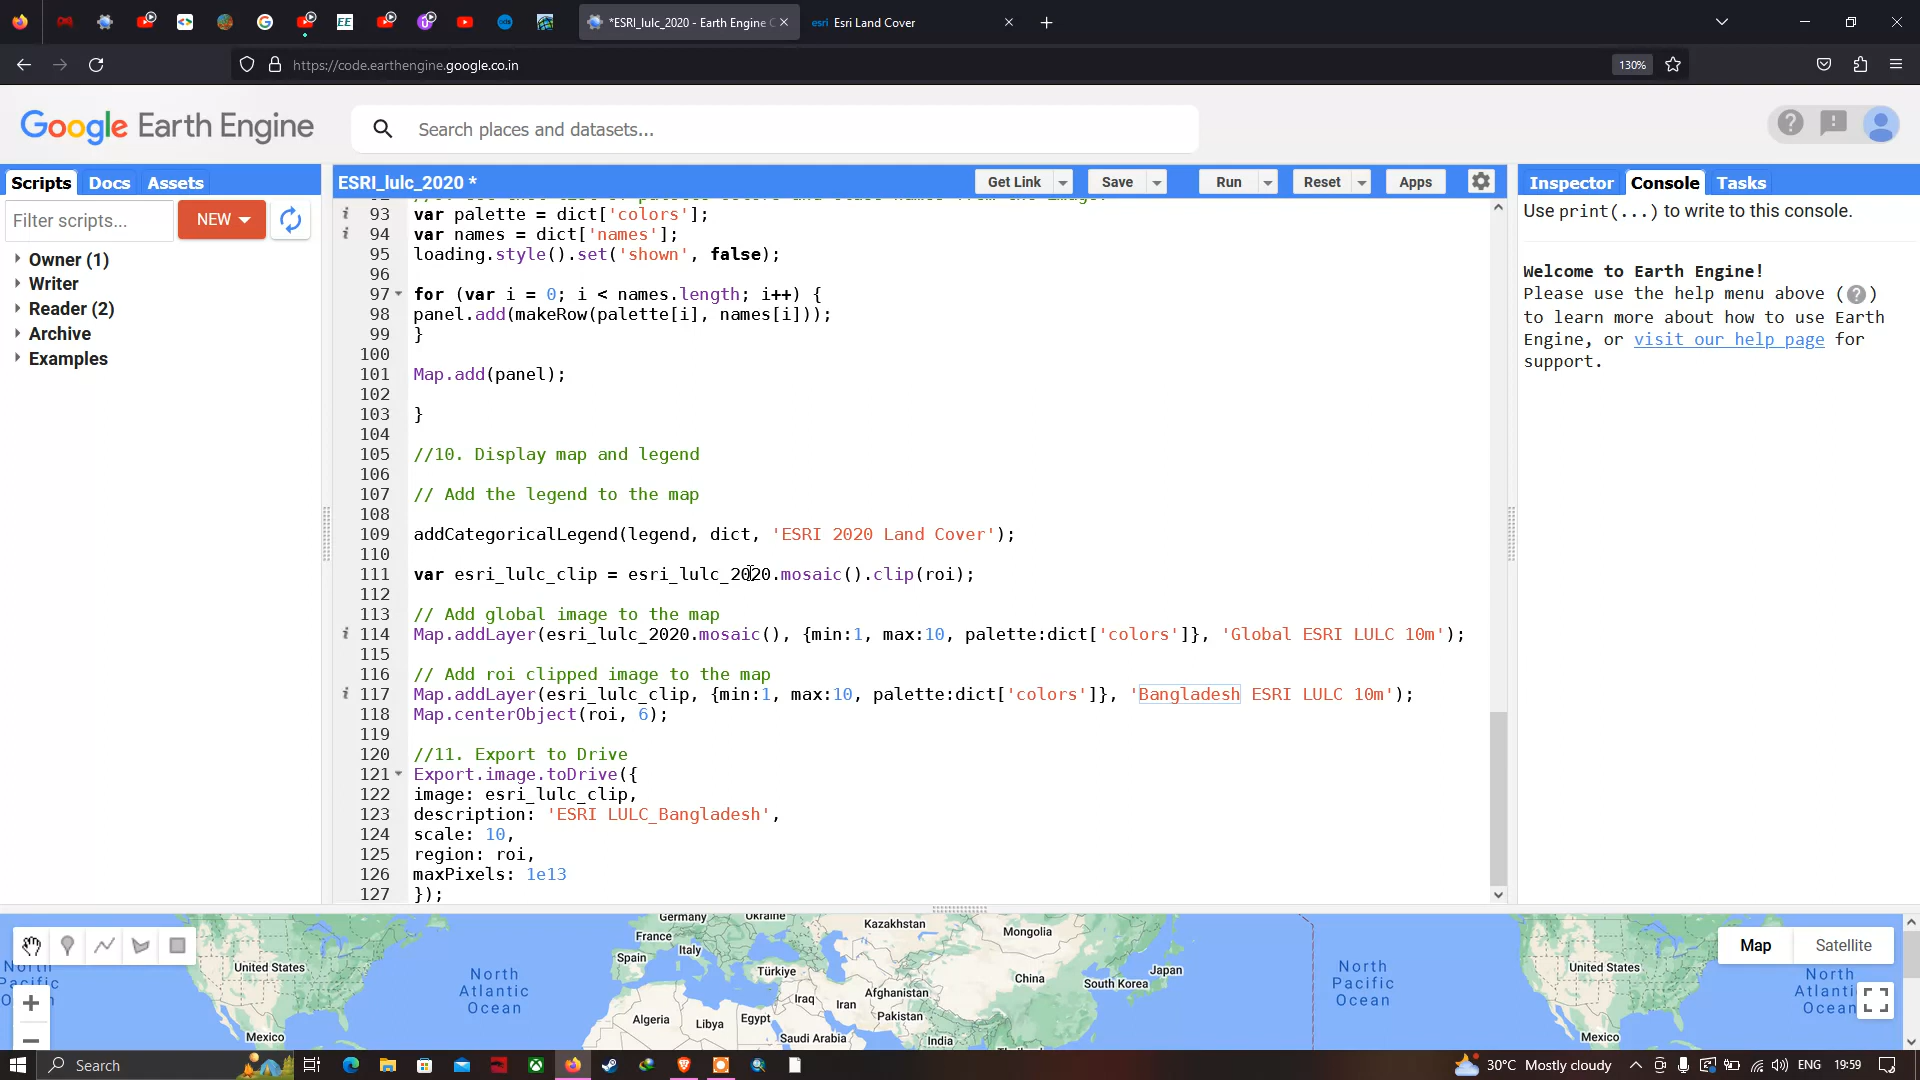 *ESRI_lulc_2020 - Earth Engine C
esri Esri Land Cover
https://code.earthengine.google.co.in
130%
Google Earth Engine
Search places and datasets...
Scripts Docs Assets
Filter scripts...
NEW
Owner (1)
Writer
Reader (2)
Archive
Examples
ESRI_lulc_2020 *
Get Link
Save
Run
Reset
Apps
93 var palette = dict['colors'];
94 var names = dict['names'];
95 loading.style().set('shown', false);
96
97 for (var i = 0; i < names.length; i++) {
98 panel.add(makeRow(palette[i], names[i]));
99 }
100
101 Map.add(panel);
102
103 }
104
105 //10. Display map and legend
106
107 // Add the legend to the map
108
109 addCategoricalLegend(legend, dict, 'ESRI 2020 Land Cover');
110
111 var esri_lulc_clip = esri_lulc_2020.mosaic().clip(roi);
112
113 // Add global image to the map
114 Map.addLayer(esri_lulc_2020.mosaic(), {min:1, max:10, palette:dict['colors']}, 'Global ESRI LULC 10m');
115
116 // Add roi clipped image to the map
117 Map.addLayer(esri_lulc_clip, {min:1, max:10, palette:dict['colors']}, 'Bangladesh ESRI LULC 10m');
118 Map.centerObject(roi, 6);
119
120 //11. Export to Drive
121 Export.image.toDrive({
122 image: esri_lulc_clip,
123 description: 'ESRI LULC_Bangladesh',
124 scale: 10,
125 region: roi,
126 maxPixels: 1e13
127 });
Inspector Console Tasks
Use print(...) to write to this console.
Welcome to Earth Engine!
Please use the help menu above (?)
to learn more about how to use Earth
Engine, or visit our help page for
support.
Germany
Ukraine
Kazakhstan
France
Mongolia
Italy
Spain
Türkiye
China
Japan
South Korea
Iraq
Iran
Afghanistan
Pakistan
Algeria
Libya
Egypt
Saudi Arabia
India
United States
Mexico
North
Atlantic
Ocean
North
Pacific
Ocean
United States
Mexico
North
Atlantic
Ocean
North
Pacific
Map
Satellite
Search
30°C Mostly cloudy
ENG
19:59